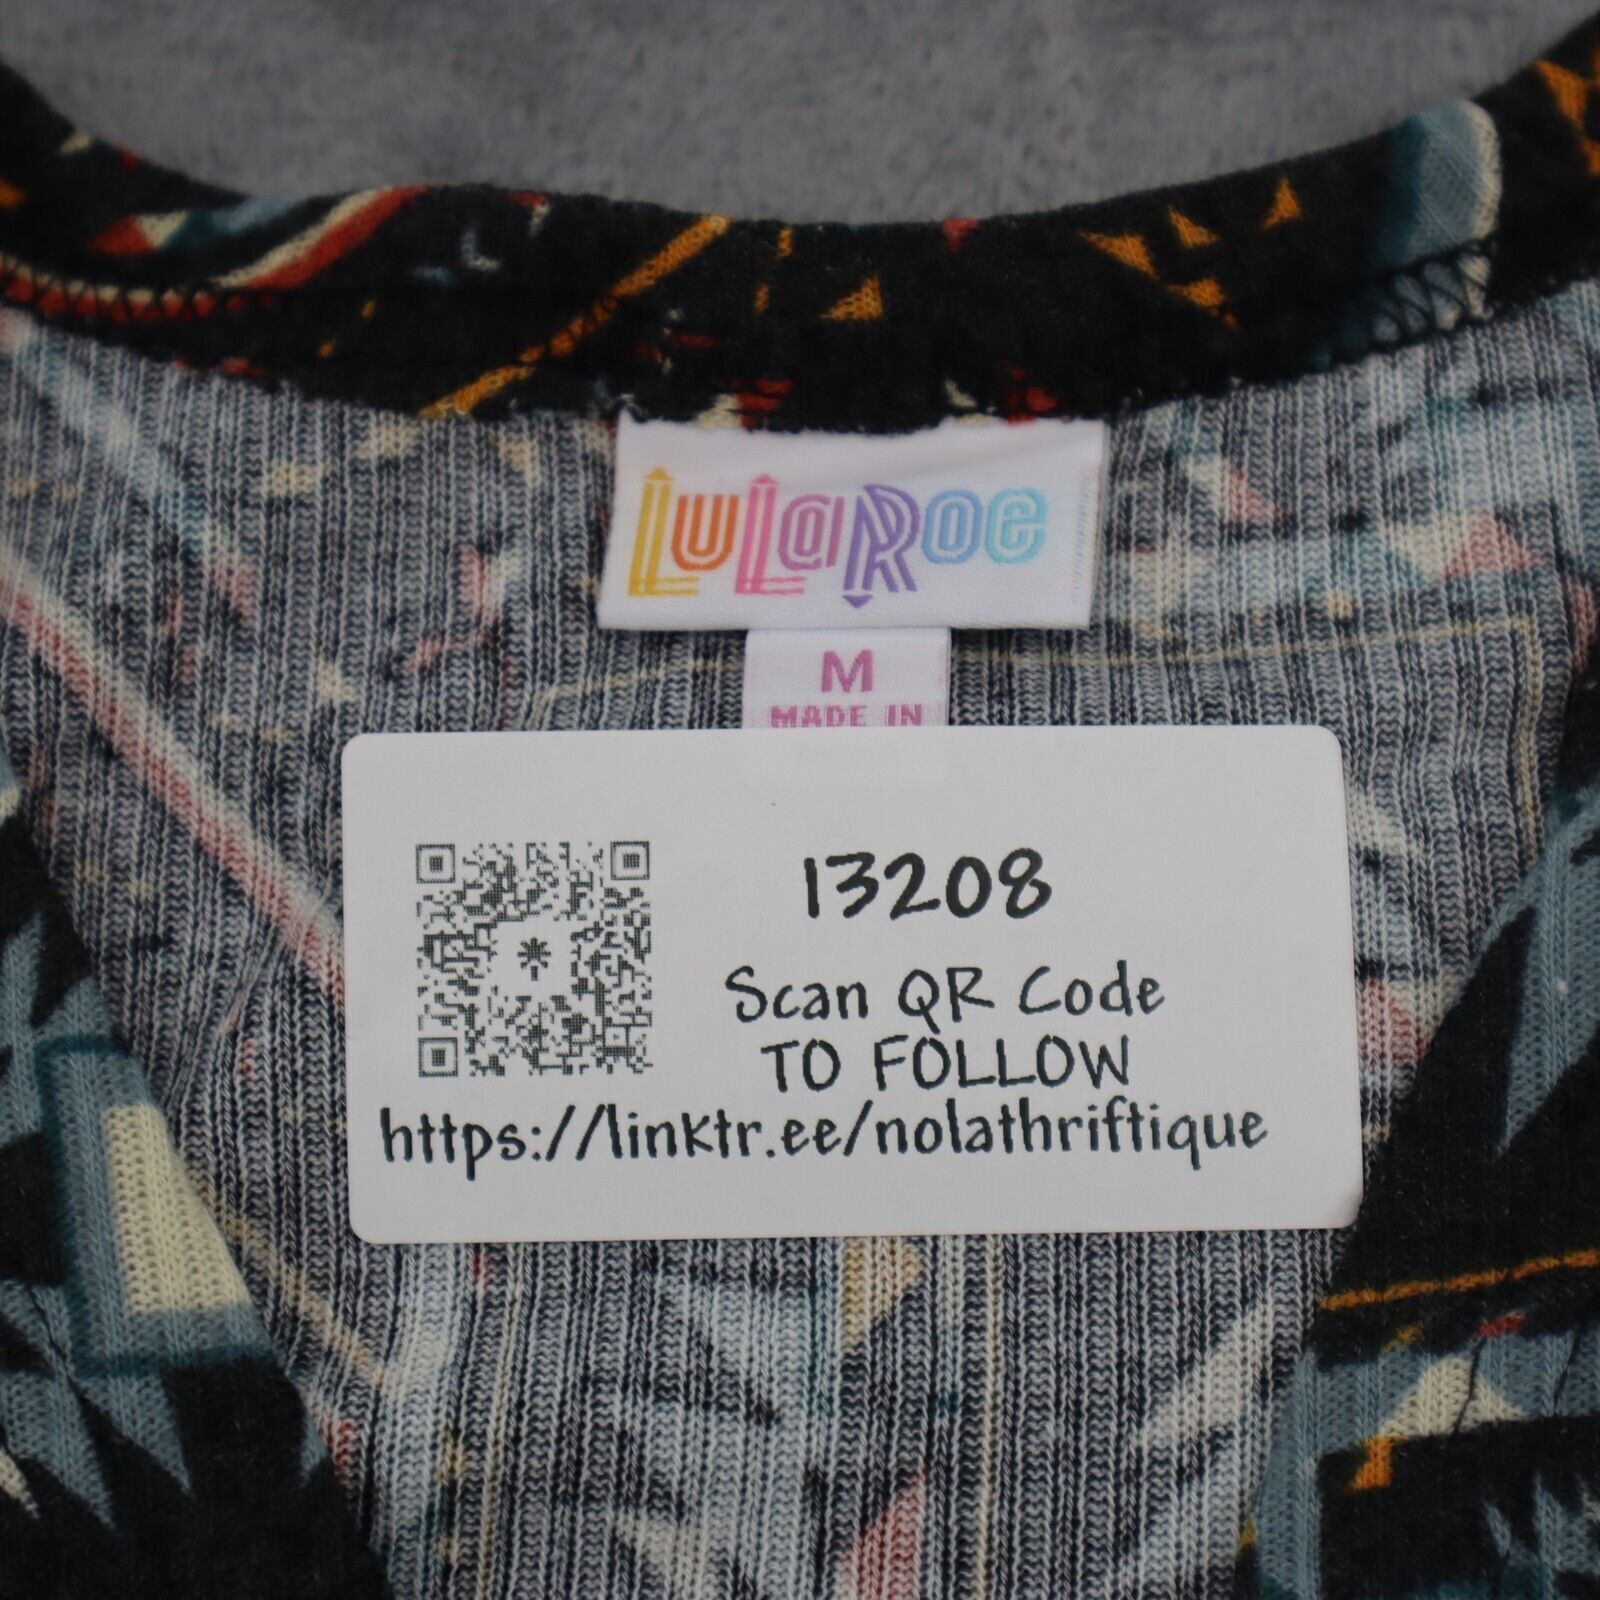 LuLaRoe
M
MADE IN
13208
Scan QR Code
TO FOLLOW
https://linktr.ee/nolathriftique